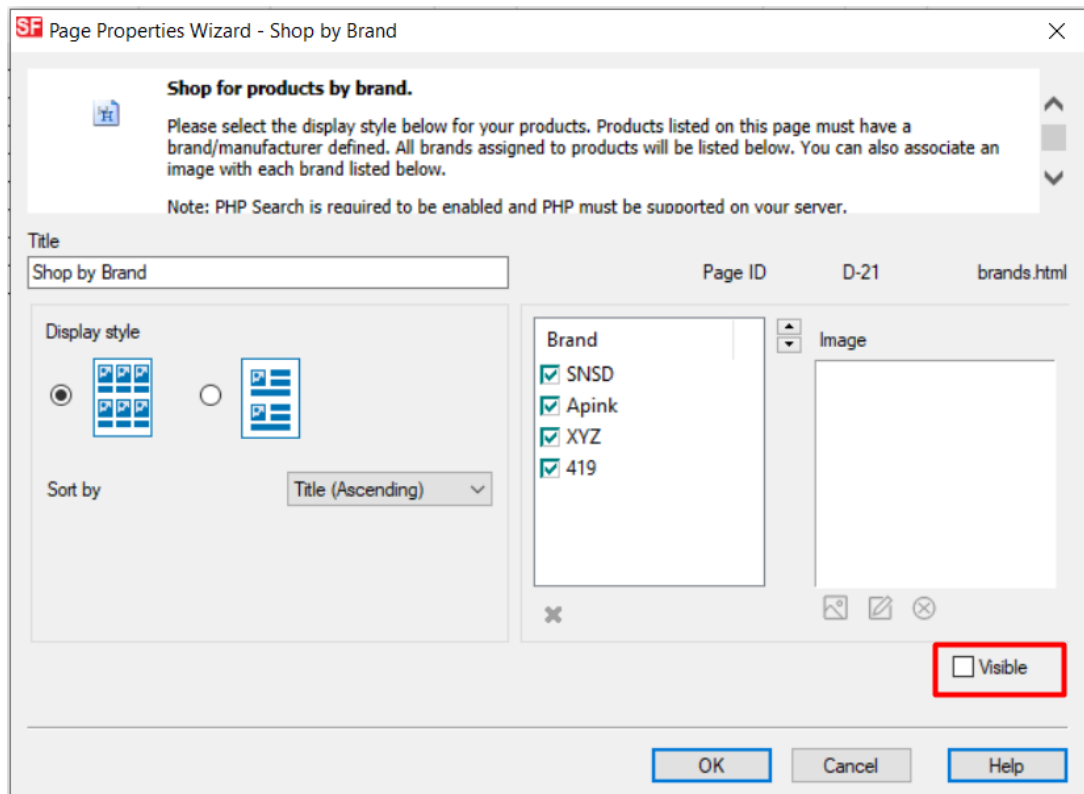 SF Page Properties Wizard - Shop by Brand
Shop for products by brand.
Please select the display style below for your products. Products listed on this page must have a
brand/manufacturer defined. All brands assigned to products will be listed below. You can also associate an
image with each brand listed below.
Note: PHP Search is required to be enabled and PHP must be supported on your server.
Title
Shop by Brand
Page ID D-21 brands.html
Display style
Sort by Title (Ascending)
Brand
SNSD
Apink
XYZ
419
Image
Visible
OK Cancel Help